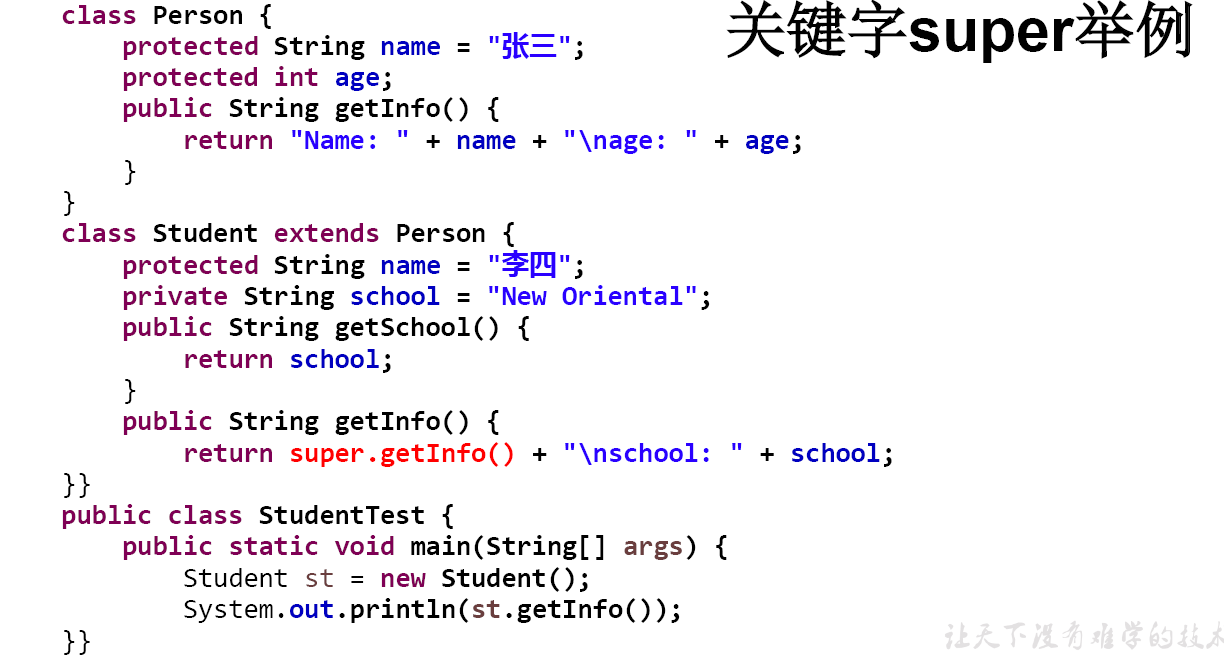 关键字super举例
class Person {
protected String name = "张三";
protected int age;
public String getInfo() {
return "Name: " + name + "\nage: " + age;
}
}
class Student extends Person {
protected String name = "李四";
private String school = "New Oriental";
public String getSchool() {
return school;
}
public String getInfo() {
return super.getInfo() + "\nschool: " + school;
}}
public class StudentTest {
public static void main(String[] args) {
Student st = new Student();
System.out.println(st.getInfo());
}}
让天下没有难学的技术